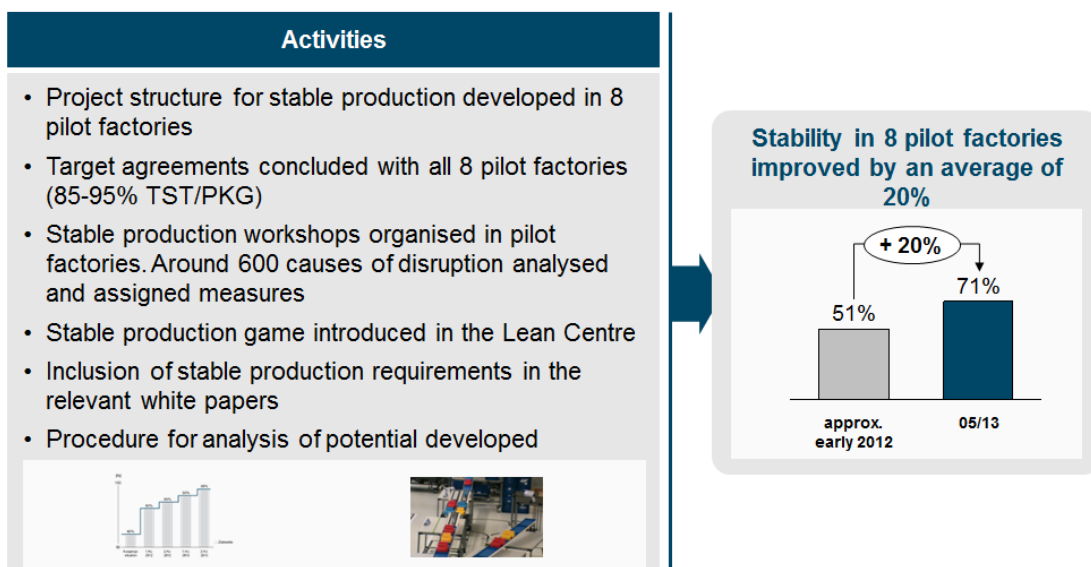 Activities
• Project structure for stable production developed in 8
pilot factories
• Target agreements concluded with all 8 pilot factories
(85-95% TST/PKG)
• Stable production workshops organised in pilot
factories. Around 600 causes of disruption analysed
and assigned measures
• Stable production game introduced in the Lean Centre
• Inclusion of stable production requirements in the
relevant white papers
• Procedure for analysis of potential developed
Stability in 8 pilot factories
improved by an average of
20%
+ 20%
51%
71%
approx.
early 2012
05/13